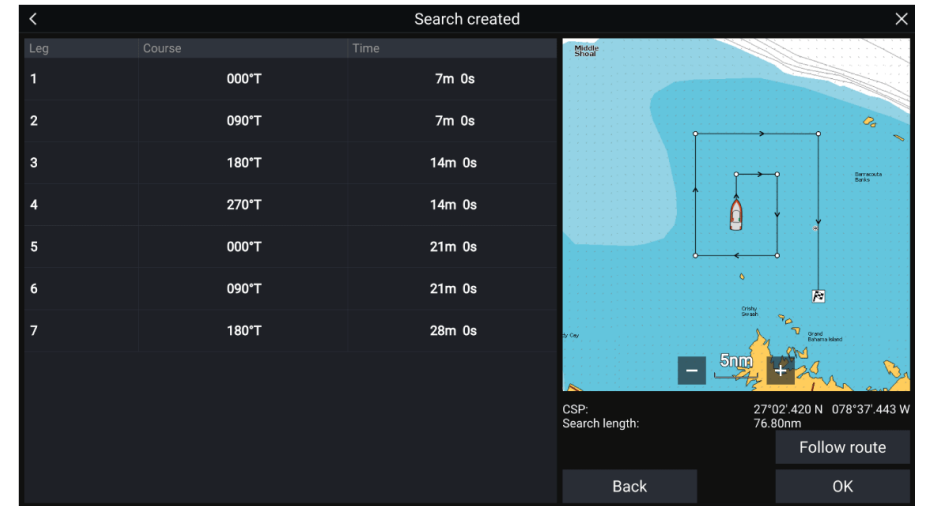 Search created
Leg Course Time
1 000°T 7m 0s
2 090°T 7m 0s
3 180°T 14m 0s
4 270°T 14m 0s
5 000°T 21m 0s
6 090°T 21m 0s
7 180°T 28m 0s
Middle
Shoal
Barracouta
Banks
Grand
Bahama Island
5nm
CSP: 27°02'.420 N 078°37'.443 W
Search length: 76.80nm
Follow route
Back OK